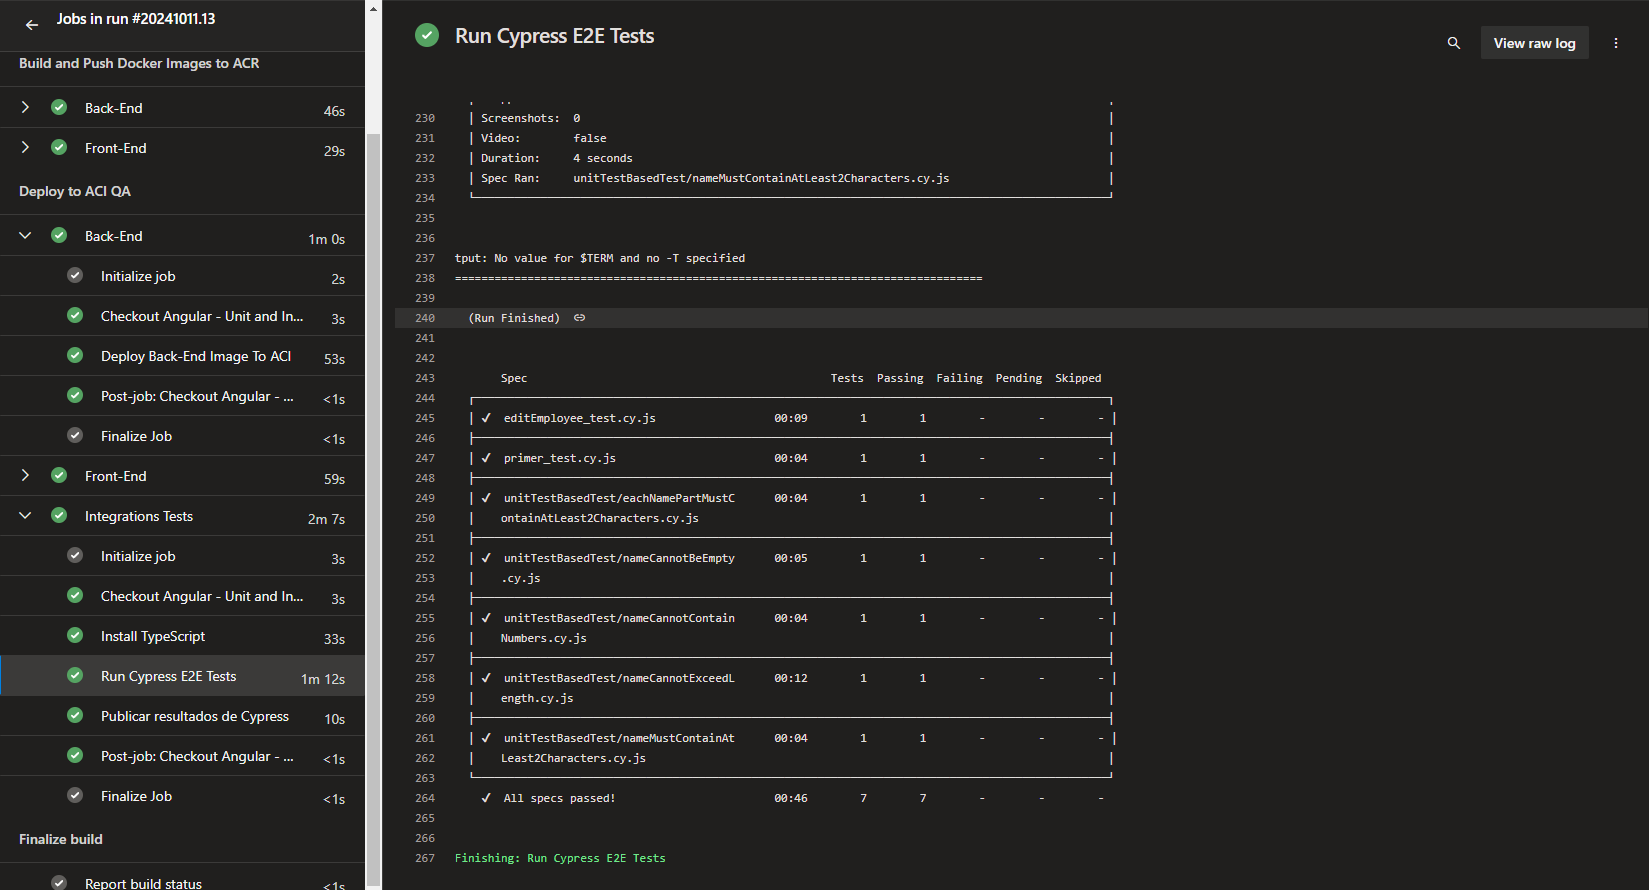 Jobs in run #20241011.13
Build and Push Docker Images to ACR
Back-End 46s
Front-End 29s
Deploy to ACI QA
Back-End 1m 0s
Initialize job 2s
Checkout Angular - Unit and In... 3s
Deploy Back-End Image To ACI 53s
Post-job: Checkout Angular - ... <1s
Finalize Job <1s
Front-End 59s
Integrations Tests 2m 7s
Initialize job 3s
Checkout Angular - Unit and In... 3s
Install TypeScript 33s
Run Cypress E2E Tests 1m 12s
Publicar resultados de Cypress 10s
Post-job: Checkout Angular - ... <1s
Finalize Job <1s
Finalize build
Report build status <1s
Run Cypress E2E Tests
View raw log
230 | Screenshots: 0 |
231 | Video: false |
232 | Duration: 4 seconds |
233 | Spec Ran: unitTestBasedTest/nameMustContainAtLeast2Characters.cy.js |
234
235
236
237 tput: No value for $TERM and no -T specified
238 ================================================================================
239
240 (Run Finished)
241
242
243 Spec Tests Passing Failing Pending Skipped
244
245 | ✓ editEmployee_test.cy.js 00:09 1 1 - - - |
246
247 | ✓ primer_test.cy.js 00:04 1 1 - - - |
248
249 | ✓ unitTestBasedTest/eachNamePartMustC 00:04 1 1 - - - |
250 | ontainAtLeast2Characters.cy.js |
251
252 | ✓ unitTestBasedTest/nameCannotBeEmpty 00:05 1 1 - - - |
253 | .cy.js |
254
255 | ✓ unitTestBasedTest/nameCannotContain 00:04 1 1 - - - |
256 | Numbers.cy.js |
257
258 | ✓ unitTestBasedTest/nameCannotExceedL 00:12 1 1 - - - |
259 | ength.cy.js |
260
261 | ✓ unitTestBasedTest/nameMustContainAt 00:04 1 1 - - - |
262 | Least2Characters.cy.js |
263
264 ✓ All specs passed! 00:46 7 7 - - -
265
266
267 Finishing: Run Cypress E2E Tests